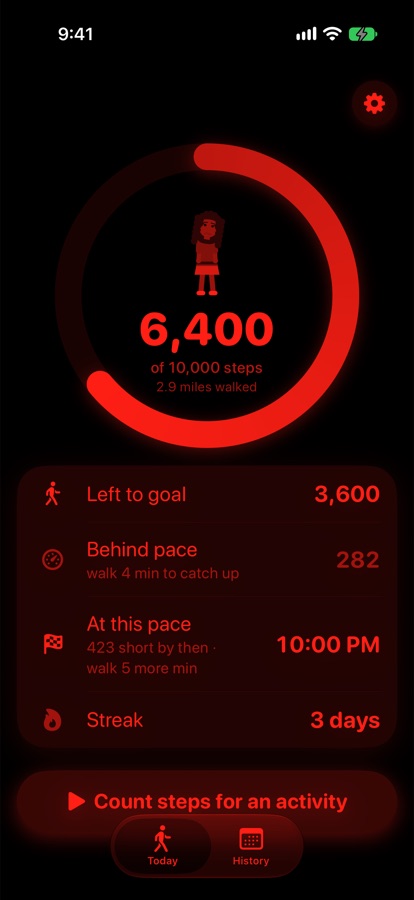 9:41
6,400
of 10,000 steps
2.9 miles walked
Left to goal
3,600
Behind pace
282
walk 4 min to catch up
At this pace
423 short by then ·
walk 5 more min
10:00 PM
Streak
3 days
Count steps for an activity
Today
History